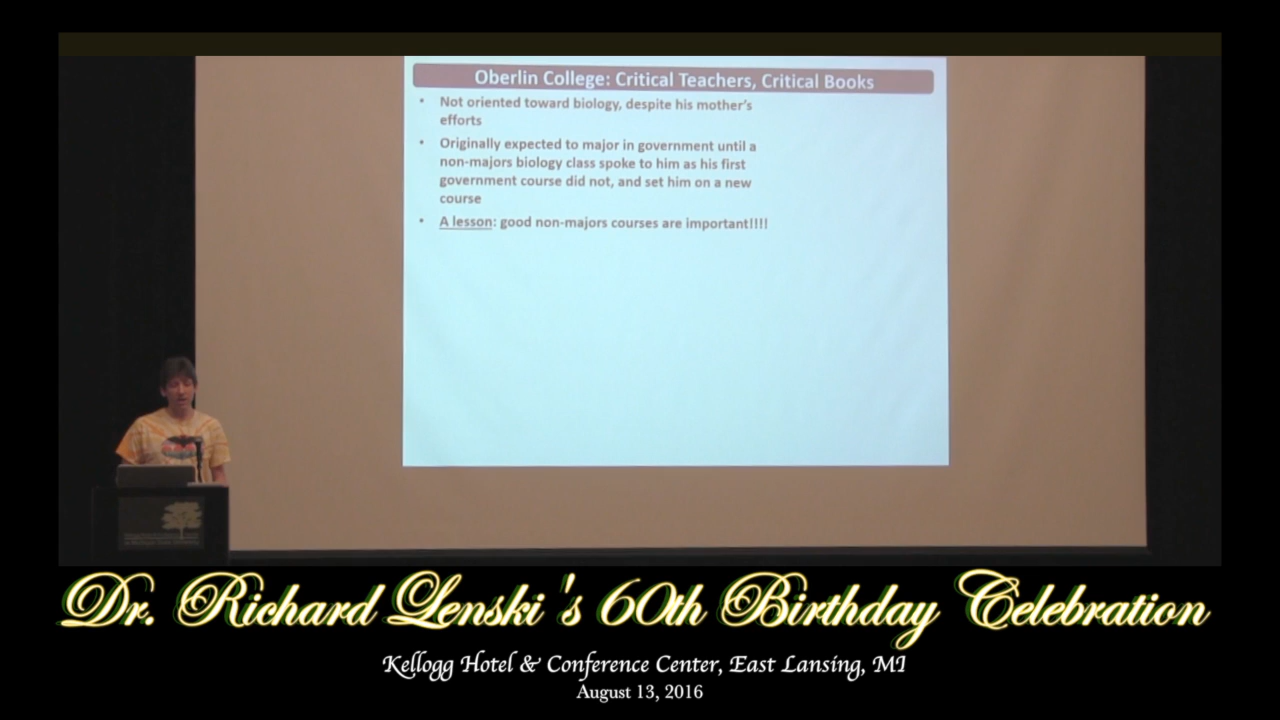 Oberlin College: Critical Teachers, Critical Books
• Not oriented toward biology, despite his mother's
efforts
• Originally expected to major in government until a
non-majors biology class spoke to him as his first
government course did not, and set him on a new
course
• A lesson: good non-majors courses are important!!!!
Dr. Richard Lenski's 60th Birthday Celebration
Kellogg Hotel & Conference Center, East Lansing, MI
August 13, 2016